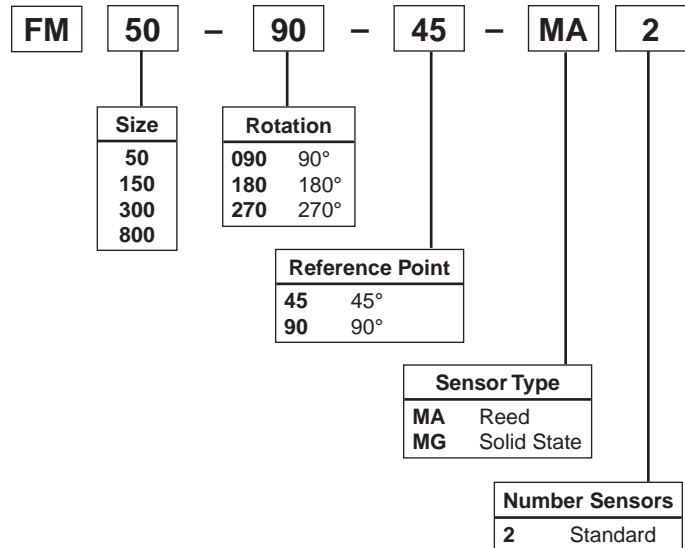 FM 50 – 90 – 45 – MA 2
Size
50
150
300
800
Rotation
090 90°
180 180°
270 270°
Reference Point
45 45°
90 90°
Sensor Type
MA Reed
MG Solid State
Number Sensors
2 Standard